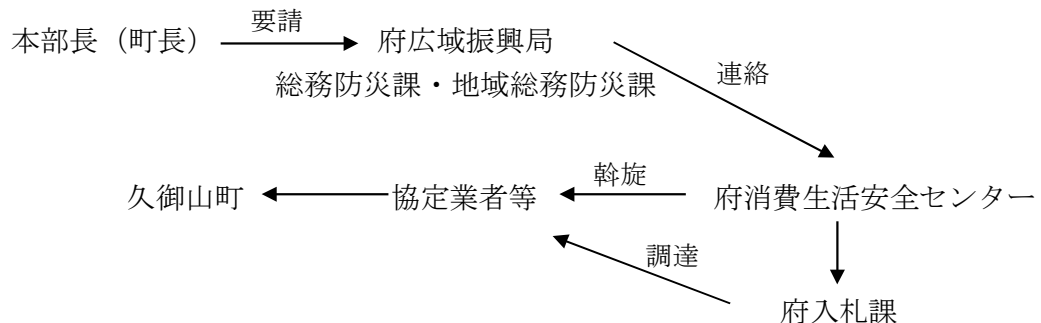 要請
本部長（町長）
府広域振興局
総務防災課・地域総務防災課
連絡
斡旋
久御山町
協定業者等
府消費生活安全センター
調達
府入札課